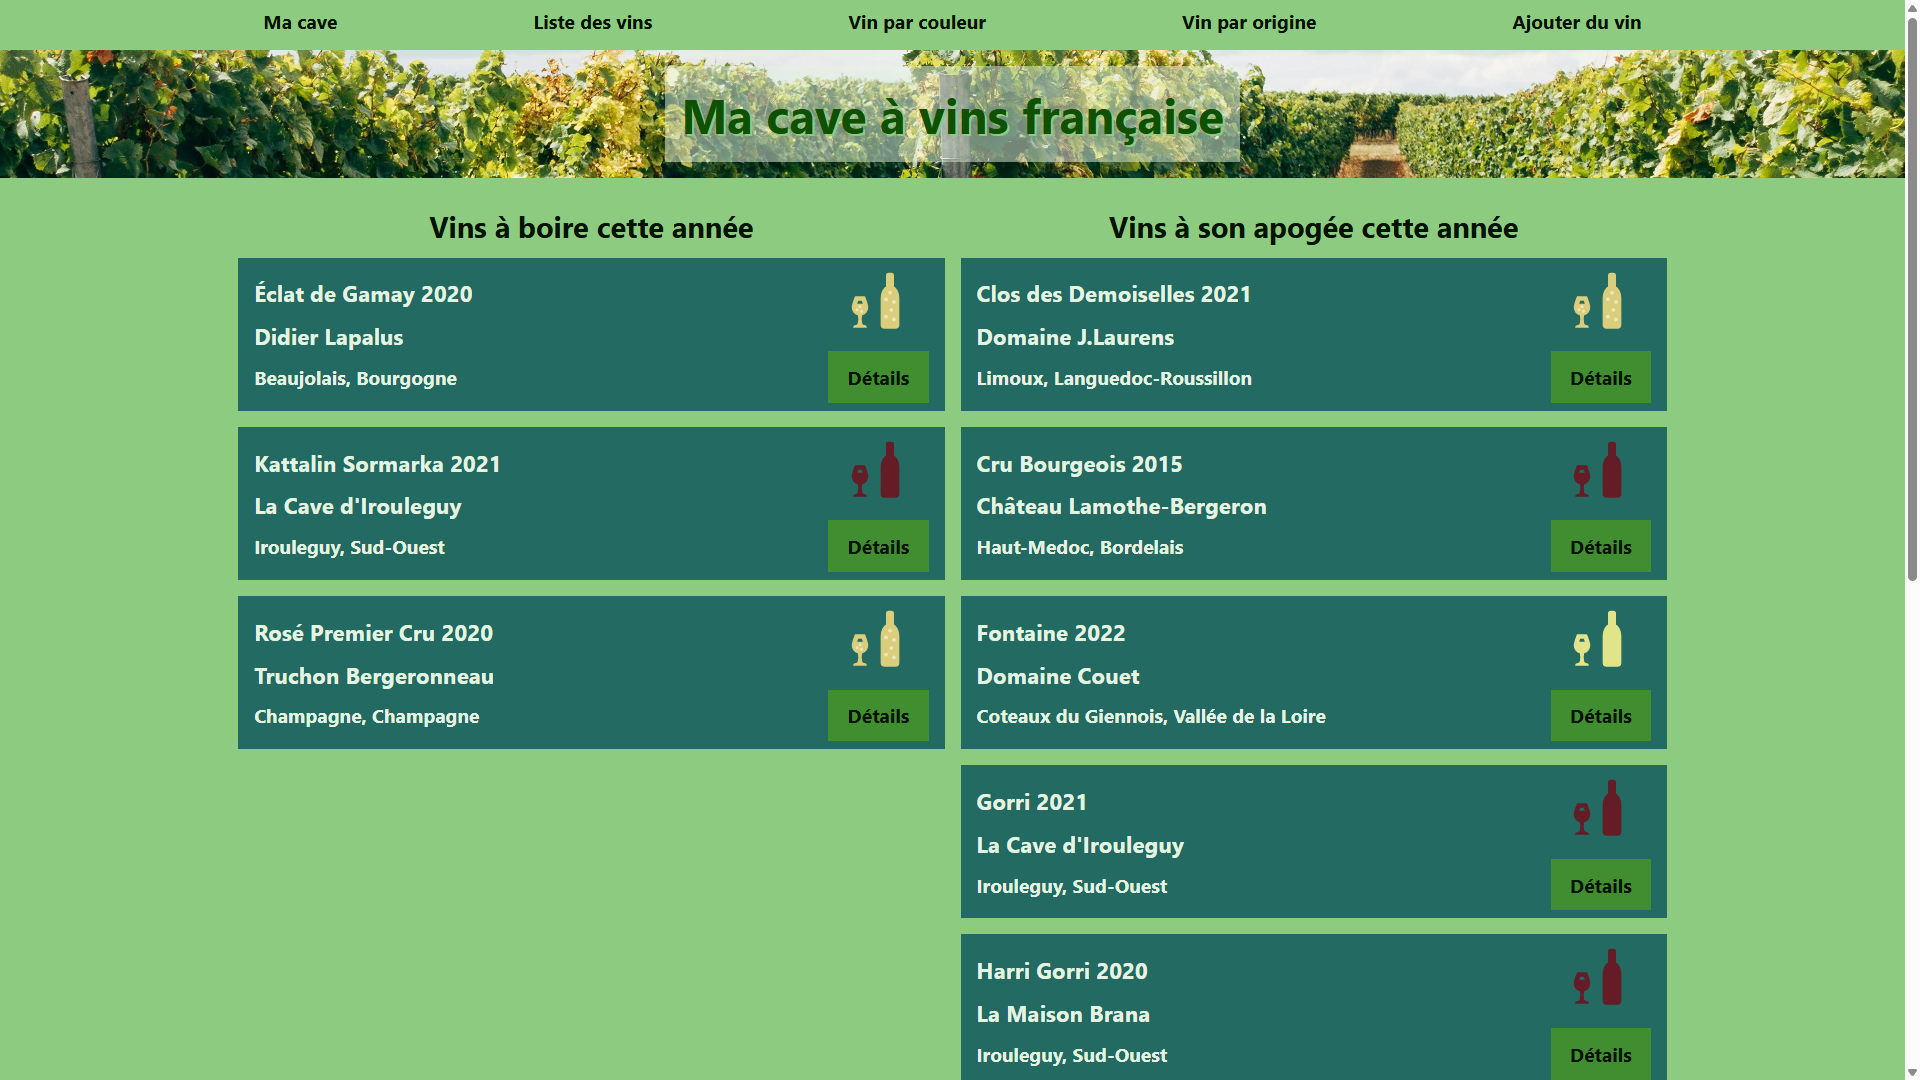 Ma cave
Liste des vins
Vin par couleur
Vin par origine
Ajouter du vin
Ma cave à vins française
Vins à boire cette année
Éclat de Gamay 2020
Didier Lapalus
Beaujolais, Bourgogne
Détails
Kattalin Sormarka 2021
La Cave d'Irouleguy
Irouleguy, Sud-Ouest
Détails
Rosé Premier Cru 2020
Truchon Bergeronneau
Champagne, Champagne
Détails
Vins à son apogée cette année
Clos des Demoiselles 2021
Domaine J.Laurens
Limoux, Languedoc-Roussillon
Détails
Cru Bourgeois 2015
Château Lamothe-Bergeron
Haut-Medoc, Bordelais
Détails
Fontaine 2022
Domaine Couet
Coteaux du Giennois, Vallée de la Loire
Détails
Gorri 2021
La Cave d'Irouleguy
Irouleguy, Sud-Ouest
Détails
Harri Gorri 2020
La Maison Brana
Irouleguy, Sud-Ouest
Détails